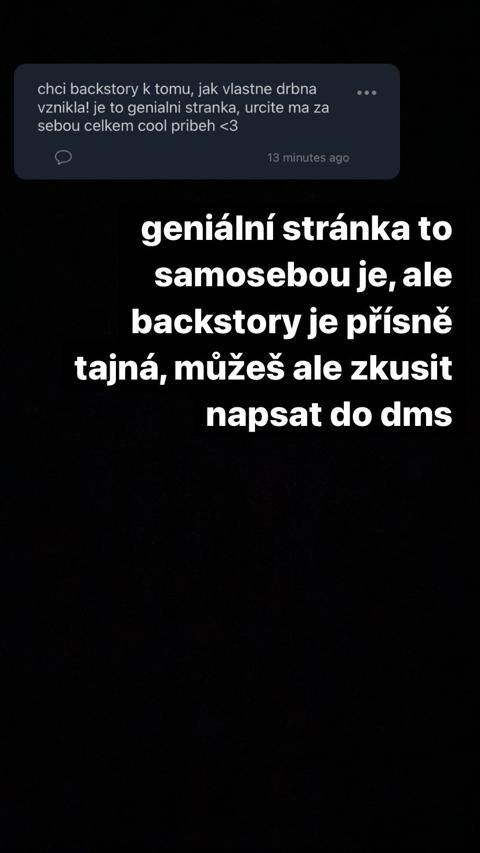 chci backstory k tomu, jak vlastne drbna
vznikla! je to genialni stranka, urcite ma za
sebou celkem cool pribeh <3
13 minutes ago
geniální stránka to
samosebou je, ale
backstory je přísně
tajná, můžeš ale zkusit
napsat do dms